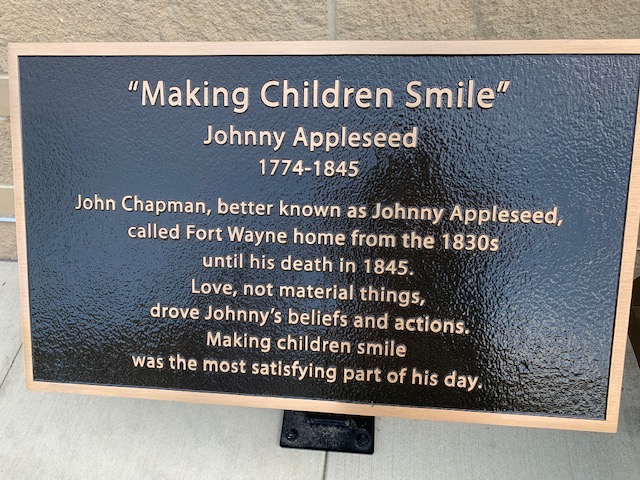 "Making Children Smile"
Johnny Appleseed
1774-1845
John Chapman, better known as Johnny Appleseed,
called Fort Wayne home from the 1830s
until his death in 1845.
Love, not material things,
drove Johnny's beliefs and actions.
Making children smile
was the most satisfying part of his day.